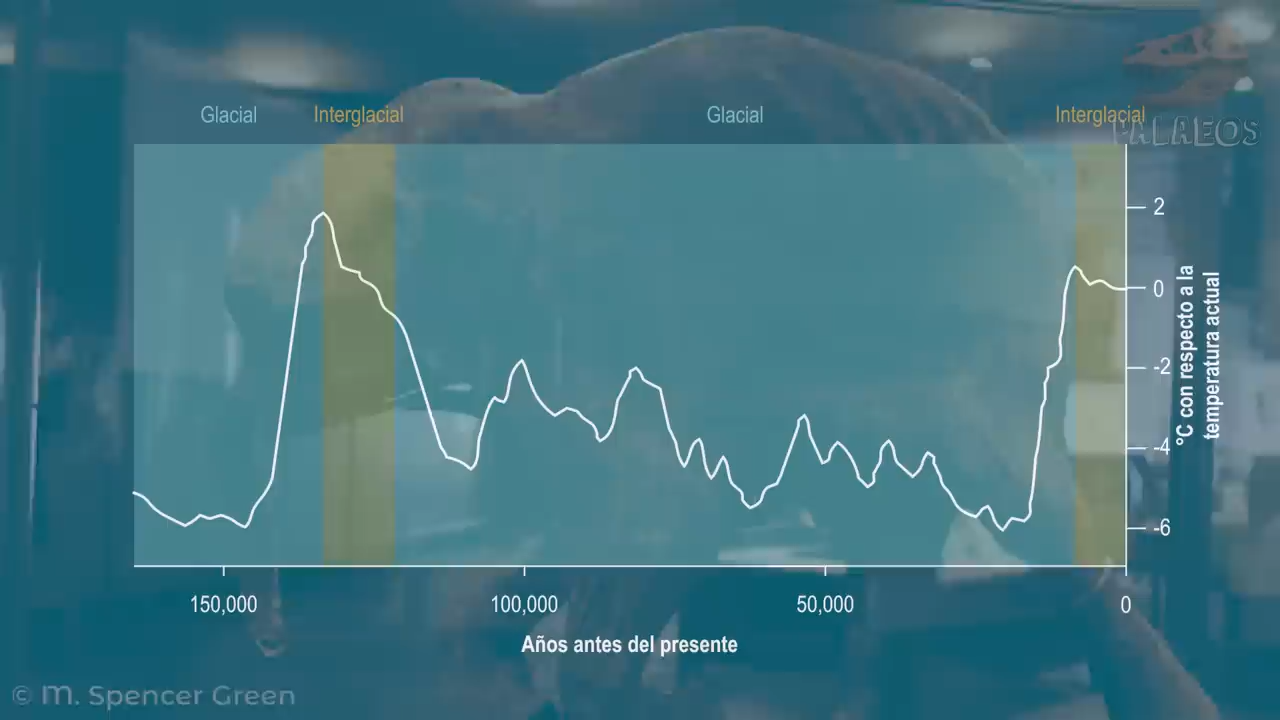 Glacial
Interglacial
Glacial
Interglacial
PALAEOS
2
0
-2
-4
-6
°C con respecto a la
temperatura actual
150,000
100,000
50,000
0
Años antes del presente
© m. Spencer Green